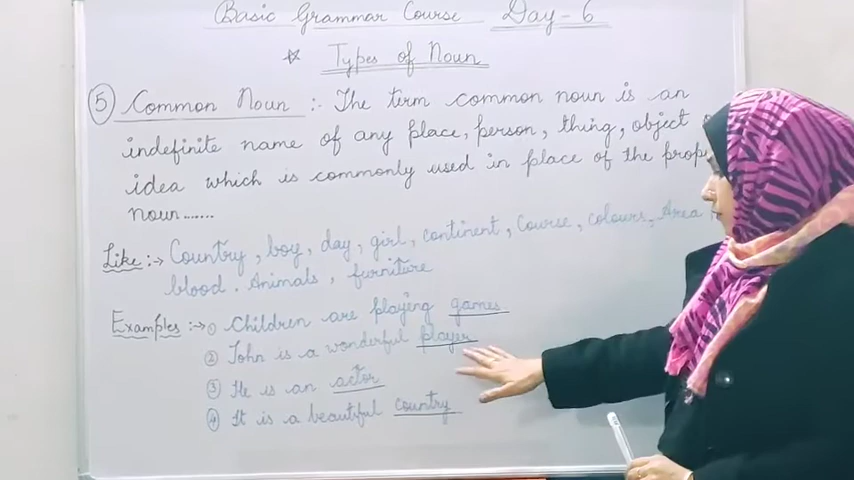 Basic Grammar Course Day-6
☆ Types of Noun
⑤ Common Noun :- The term common noun is an
indefinite name of any place, person, thing, object
idea which is commonly used in place of the
noun.......
Like :→ Country, boy, day, girl, continent, Course, colours, Area
blood. Animals, furniture
Examples :→ ① Children are playing games
② John is a wonderful player
③ He is an actor
④ It is a beautiful country